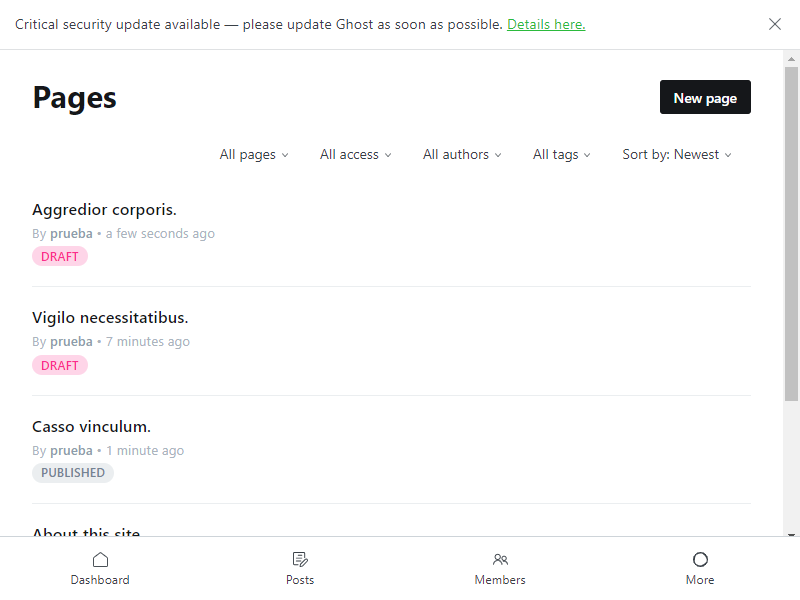 Critical security update available — please update Ghost as soon as possible. Details here.
Pages
New page
All pages
All access
All authors
All tags
Sort by: Newest
Aggredior corporis.
By prueba • a few seconds ago
DRAFT
Vigilo necessitatibus.
By prueba • 7 minutes ago
DRAFT
Casso vinculum.
By prueba • 1 minute ago
PUBLISHED
About this site
Dashboard
Posts
Members
More